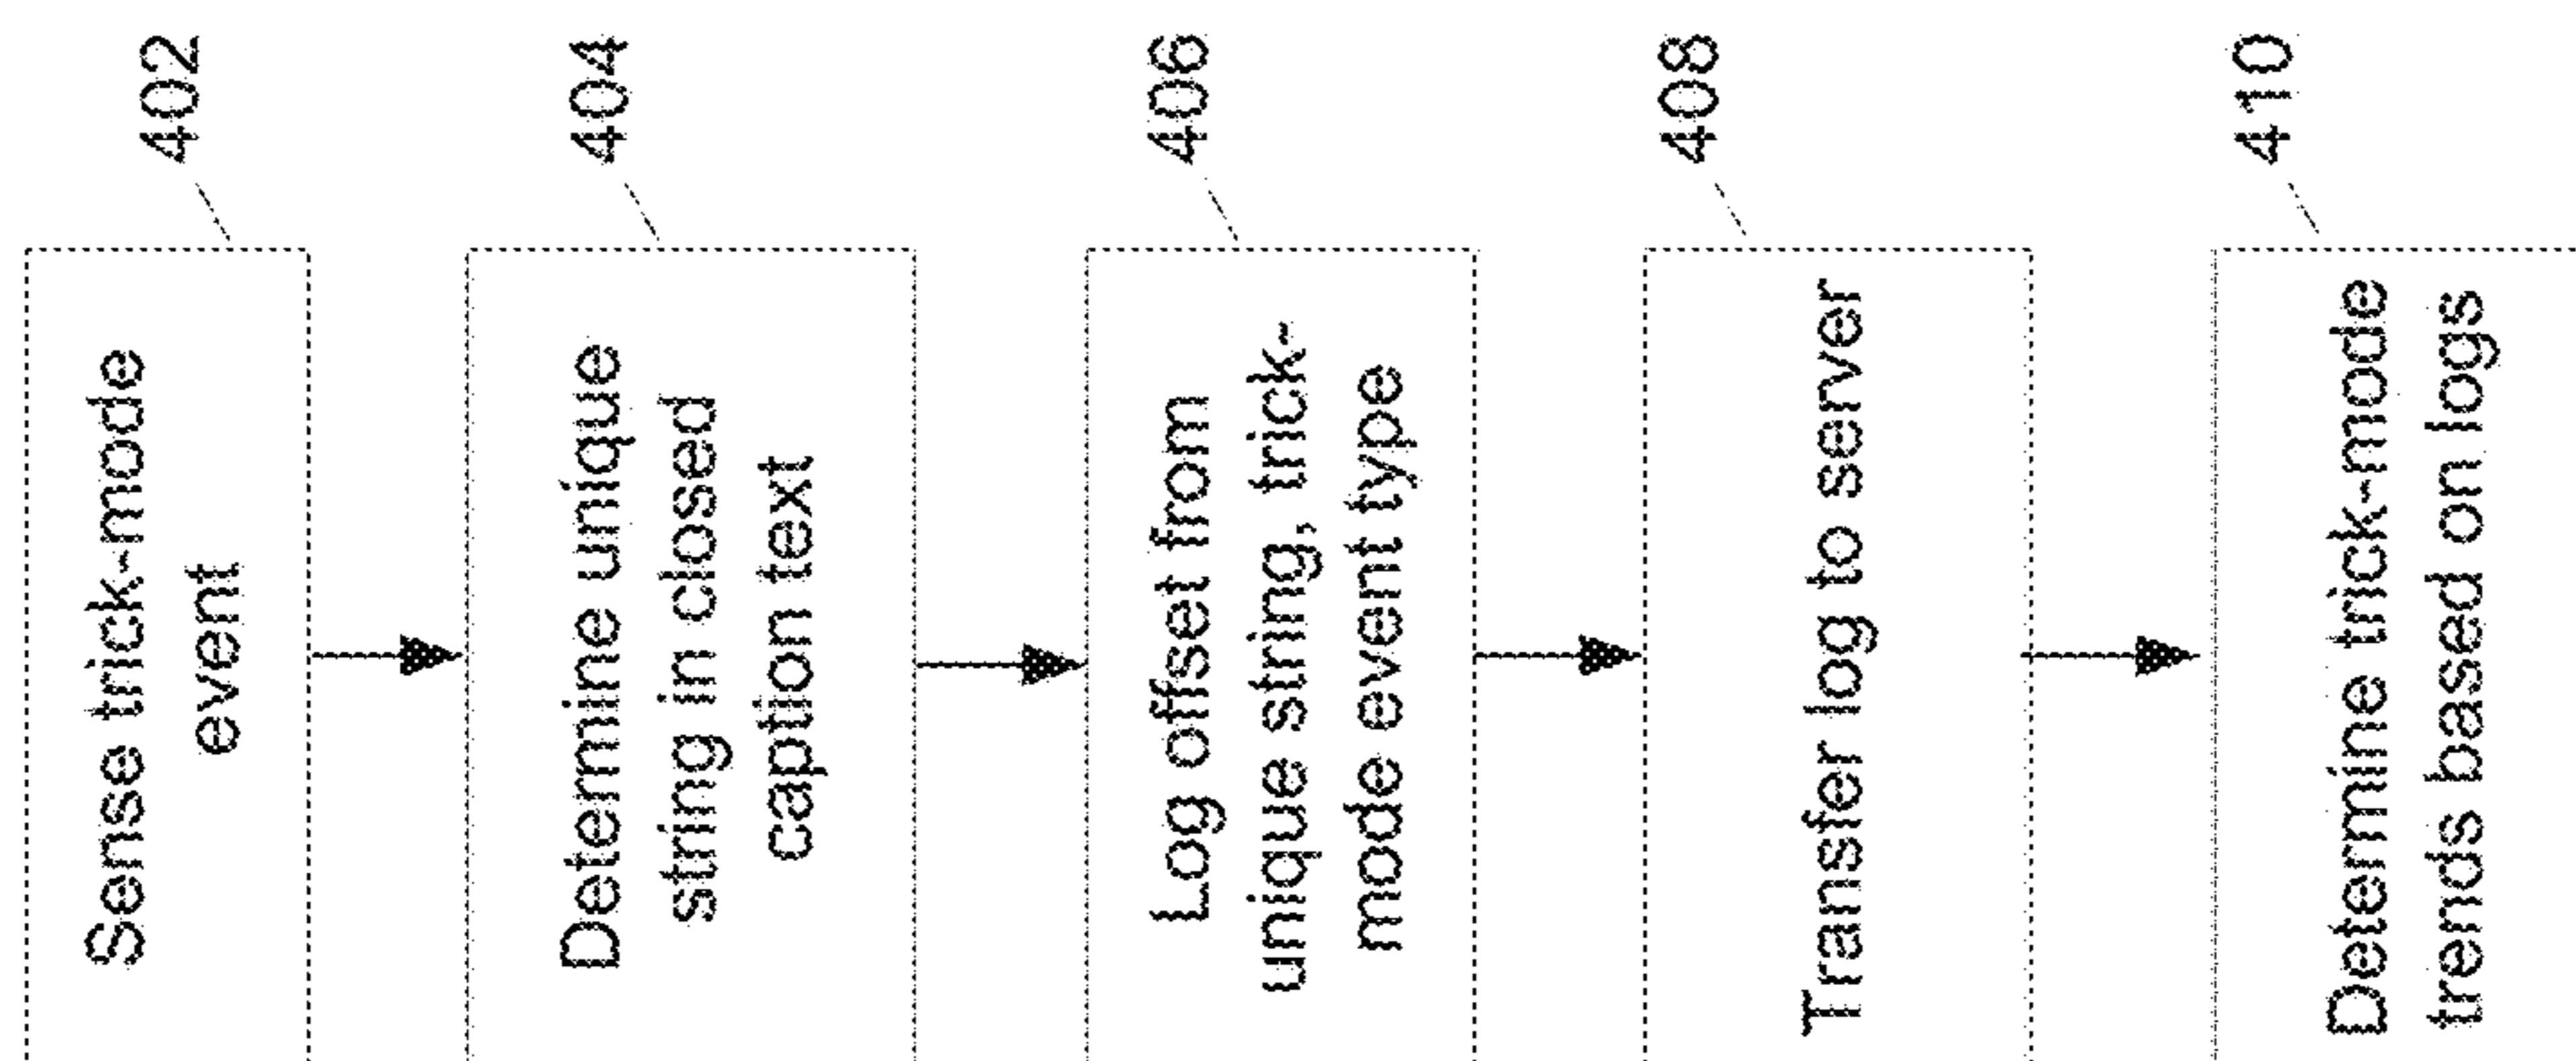 402
Sense trick-mode
event
404
Determine unique
string in closed
caption text
406
Log offset from
unique string, trick-
mode event type
408
Transfer log to server
410
Determine trick-mode
trends based on logs